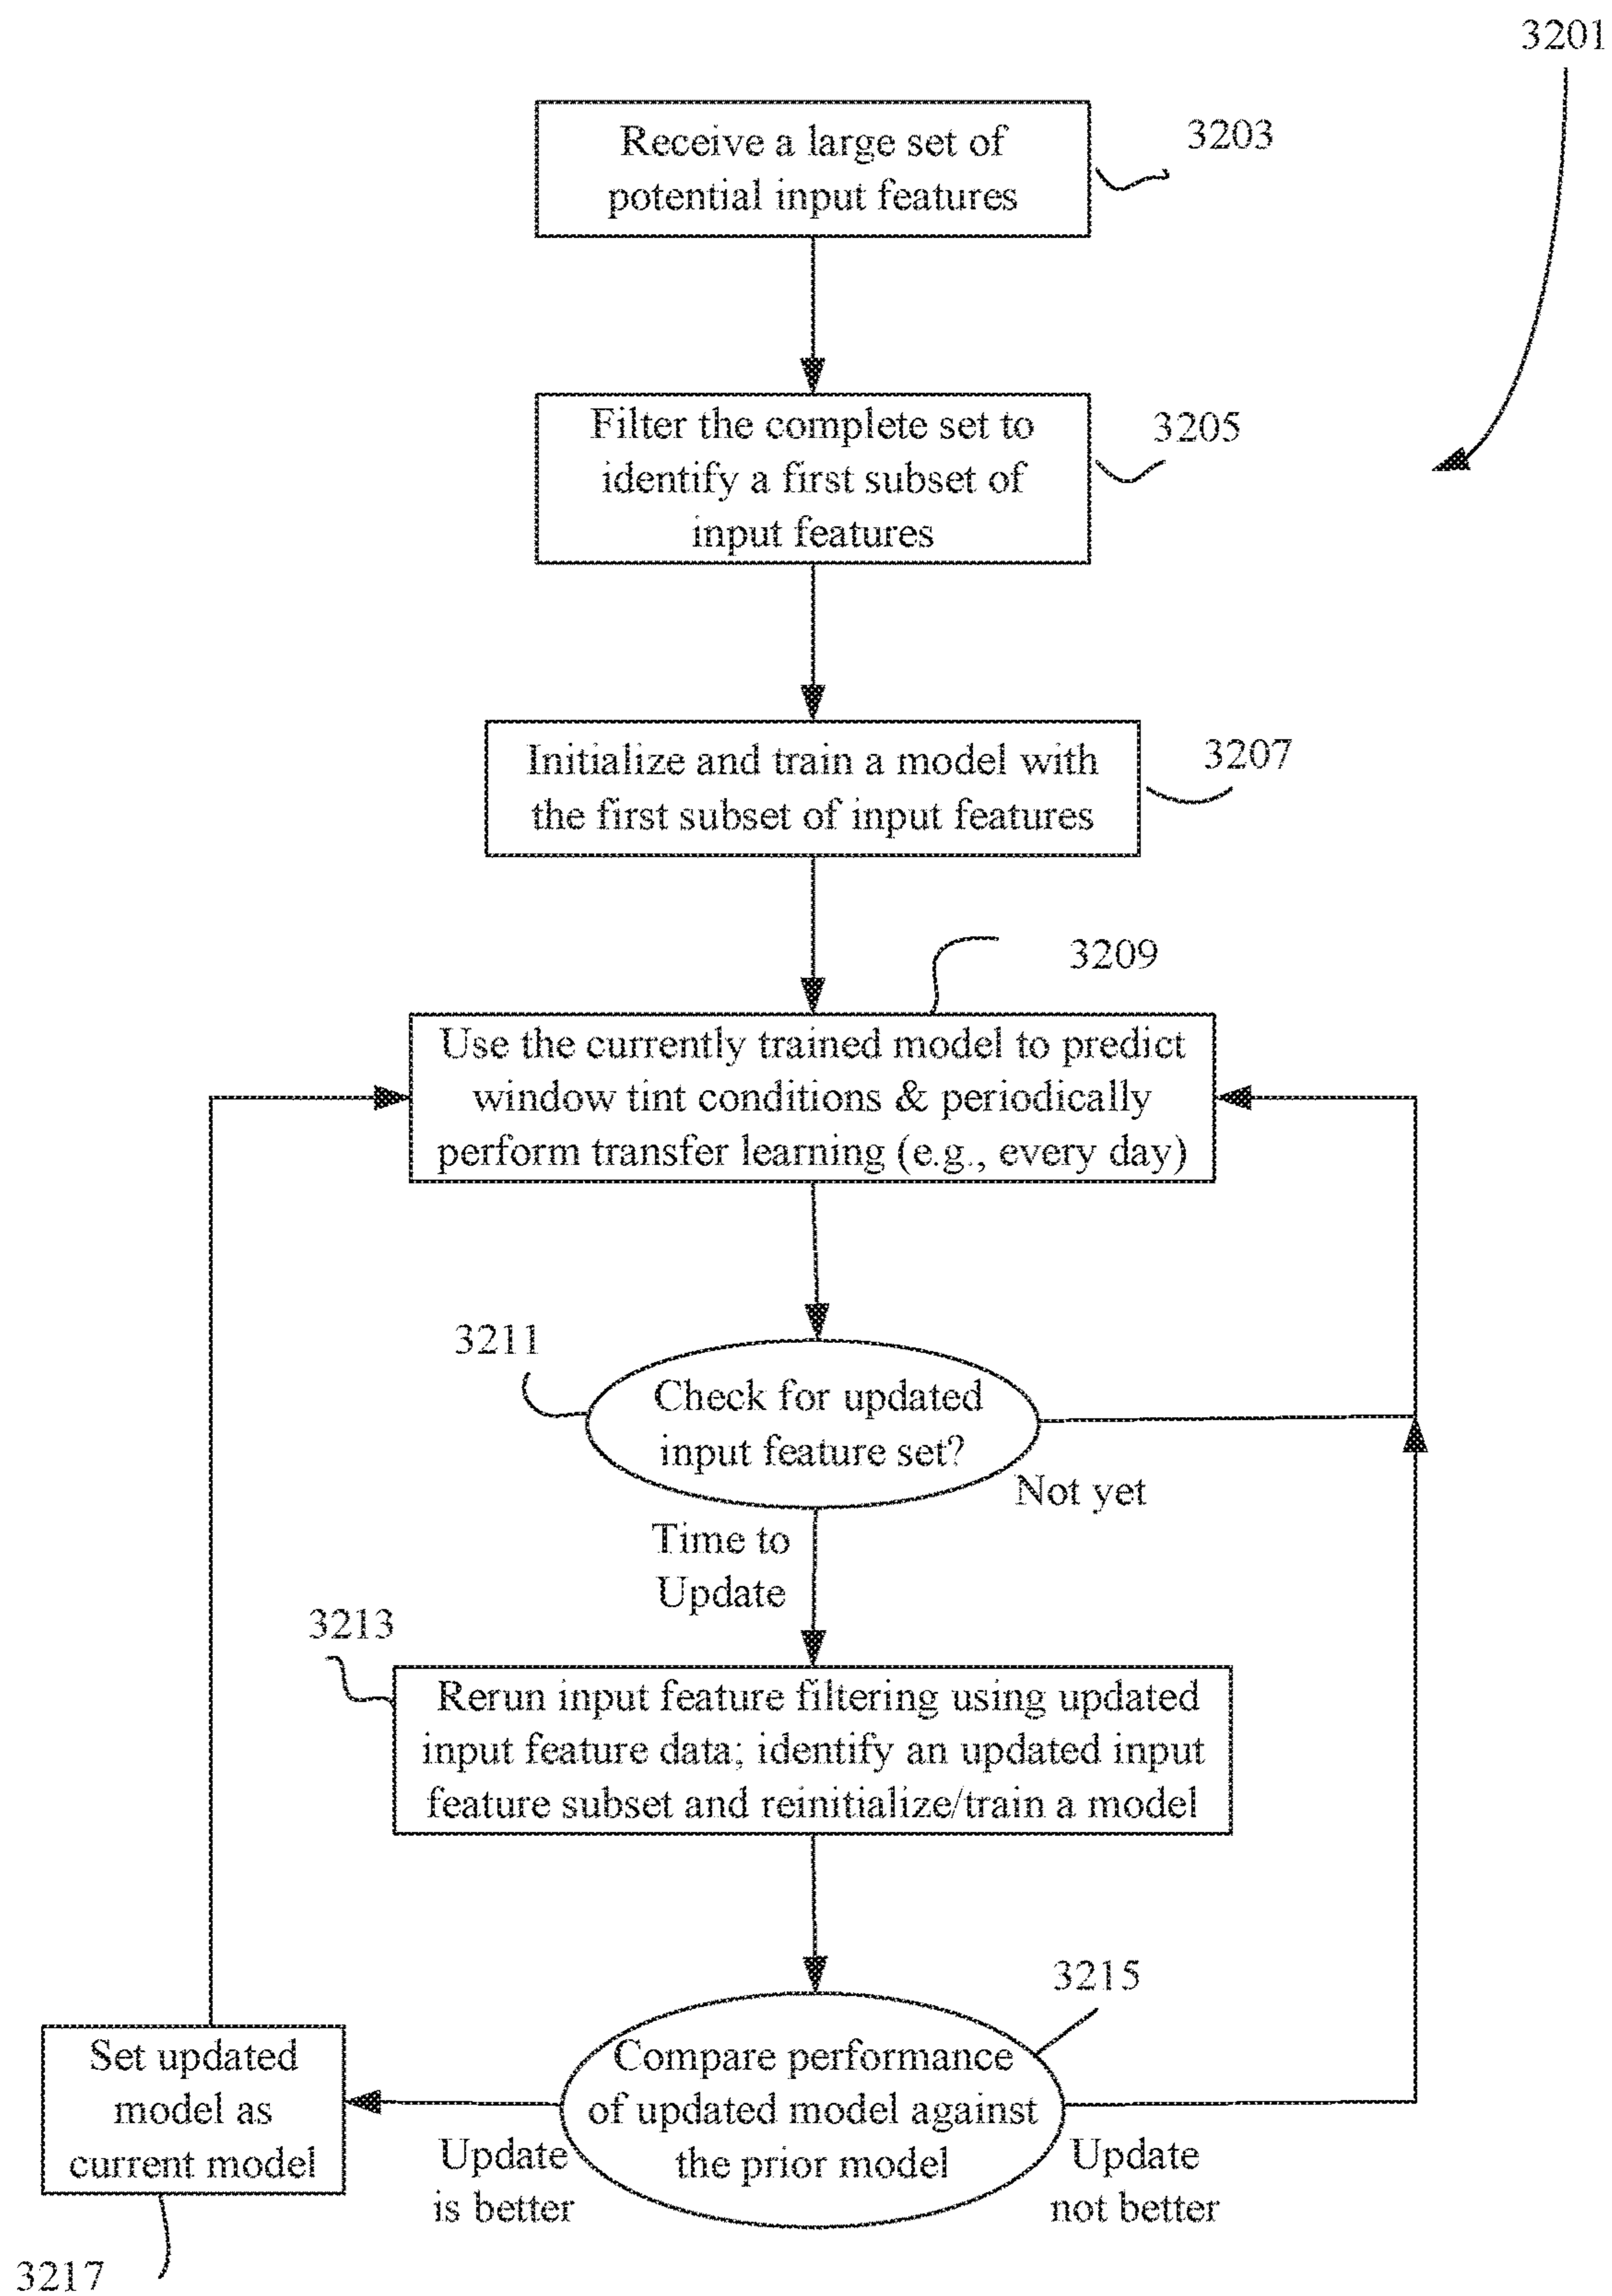 3201
Receive a large set of
potential input features
3203
Filter the complete set to
identify a first subset of
input features
3205
Initialize and train a model with
the first subset of input features
3207
3209
Use the currently trained model to predict
window tint conditions & periodically
perform transfer learning (e.g., every day)
3211
Check for updated
input feature set?
Not yet
Time to
Update
3213
Rerun input feature filtering using updated
input feature data; identify an updated input
feature subset and reinitialize/train a model
3215
Compare performance
of updated model against
the prior model
Set updated
model as
current model
Update
is better
Update
not better
3217